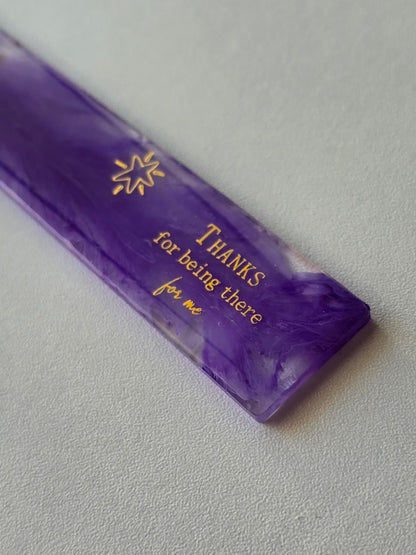 THANKS
for being there
for me